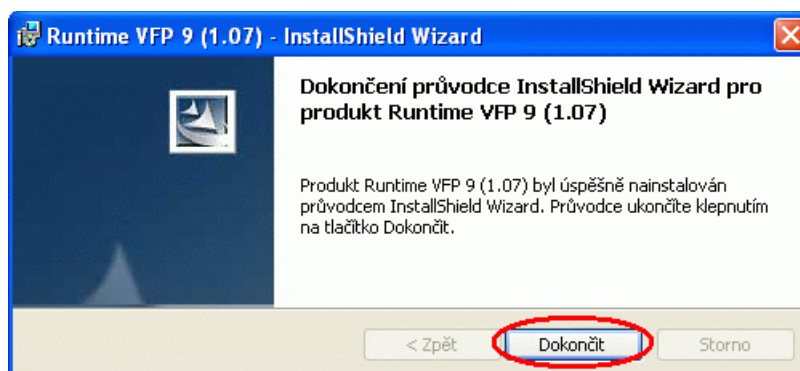 Runtime VFP 9 (1.07) - InstallShield Wizard
Dokončení průvodce InstallShield Wizard pro
produkt Runtime VFP 9 (1.07)
Produkt Runtime VFP 9 (1.07) byl úspěšně nainstalován
průvodcem InstallShield Wizard. Průvodce ukončíte klepnutím
na tlačítko Dokončit.
< Zpět Dokončit Storno